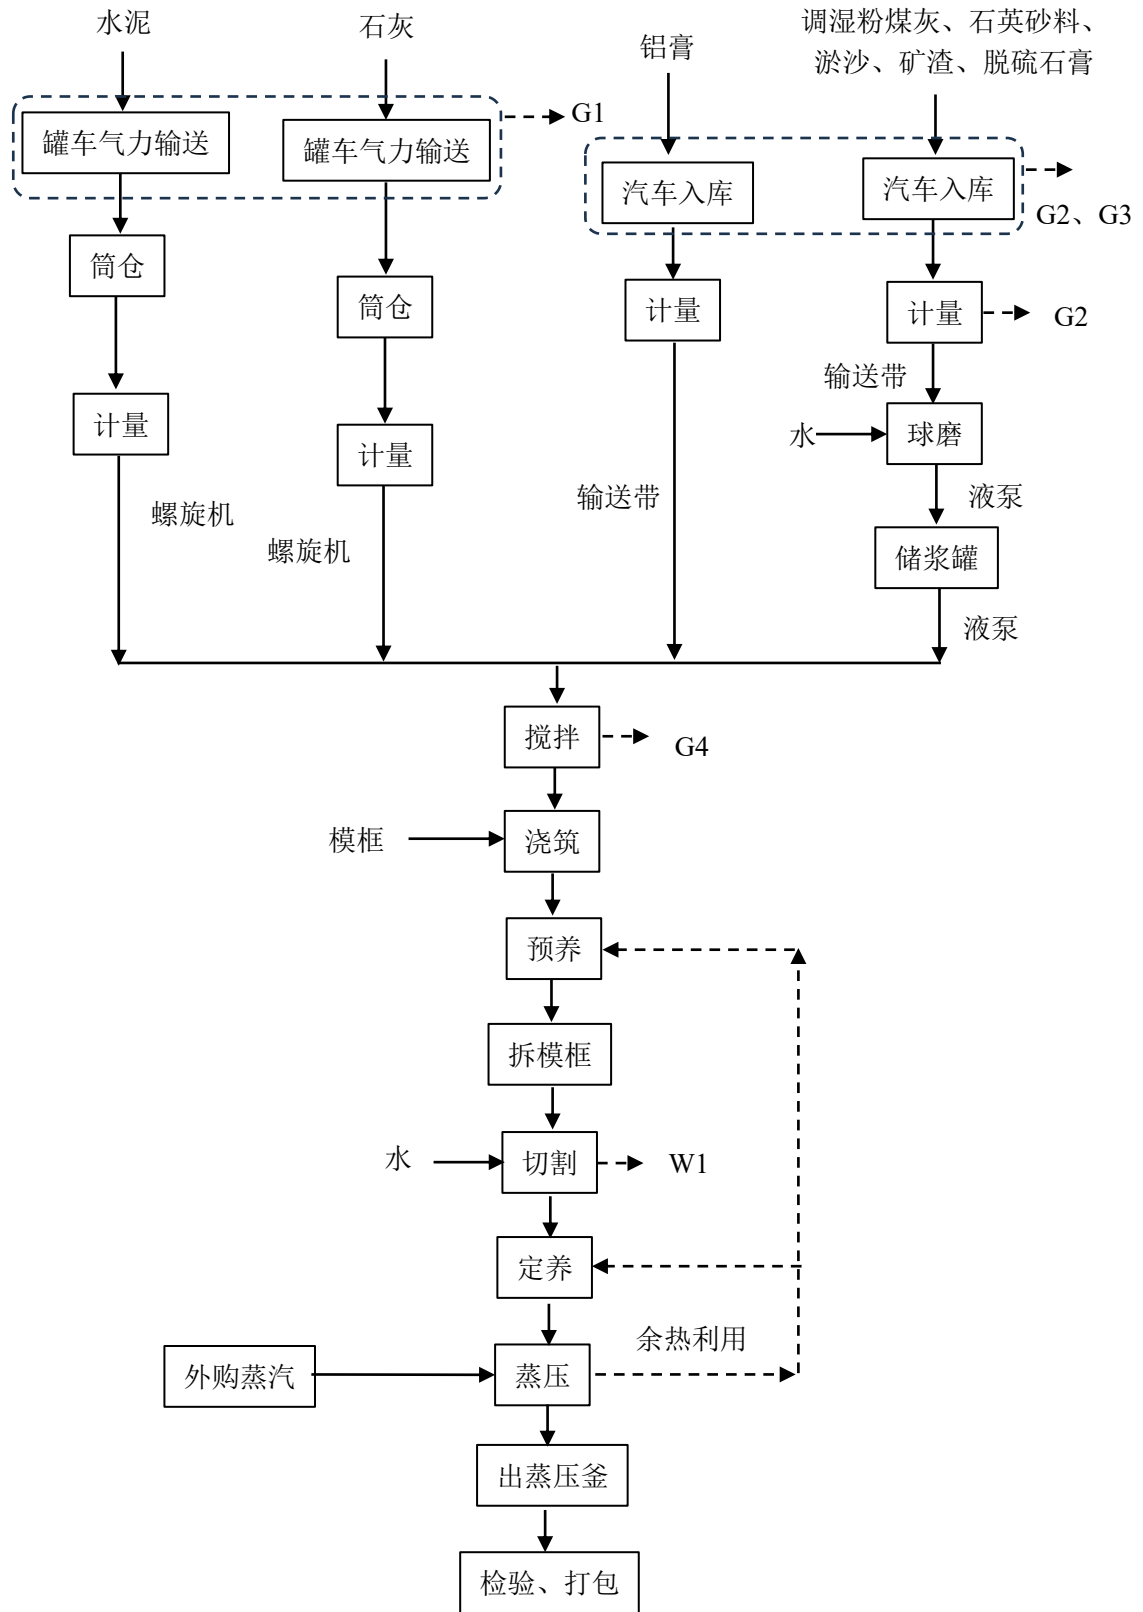 水泥
石灰
铝膏
调湿粉煤灰、石英砂料、
淤沙、矿渣、脱硫石膏
罐车气力输送
罐车气力输送
G1
汽车入库
汽车入库
G2、G3
筒仓
筒仓
计量
计量
G2
输送带
计量
计量
水
球磨
螺旋机
螺旋机
输送带
液泵
储浆罐
液泵
搅拌
G4
模框
浇筑
预养
拆模框
水
切割
W1
定养
余热利用
外购蒸汽
蒸压
出蒸压釜
检验、打包